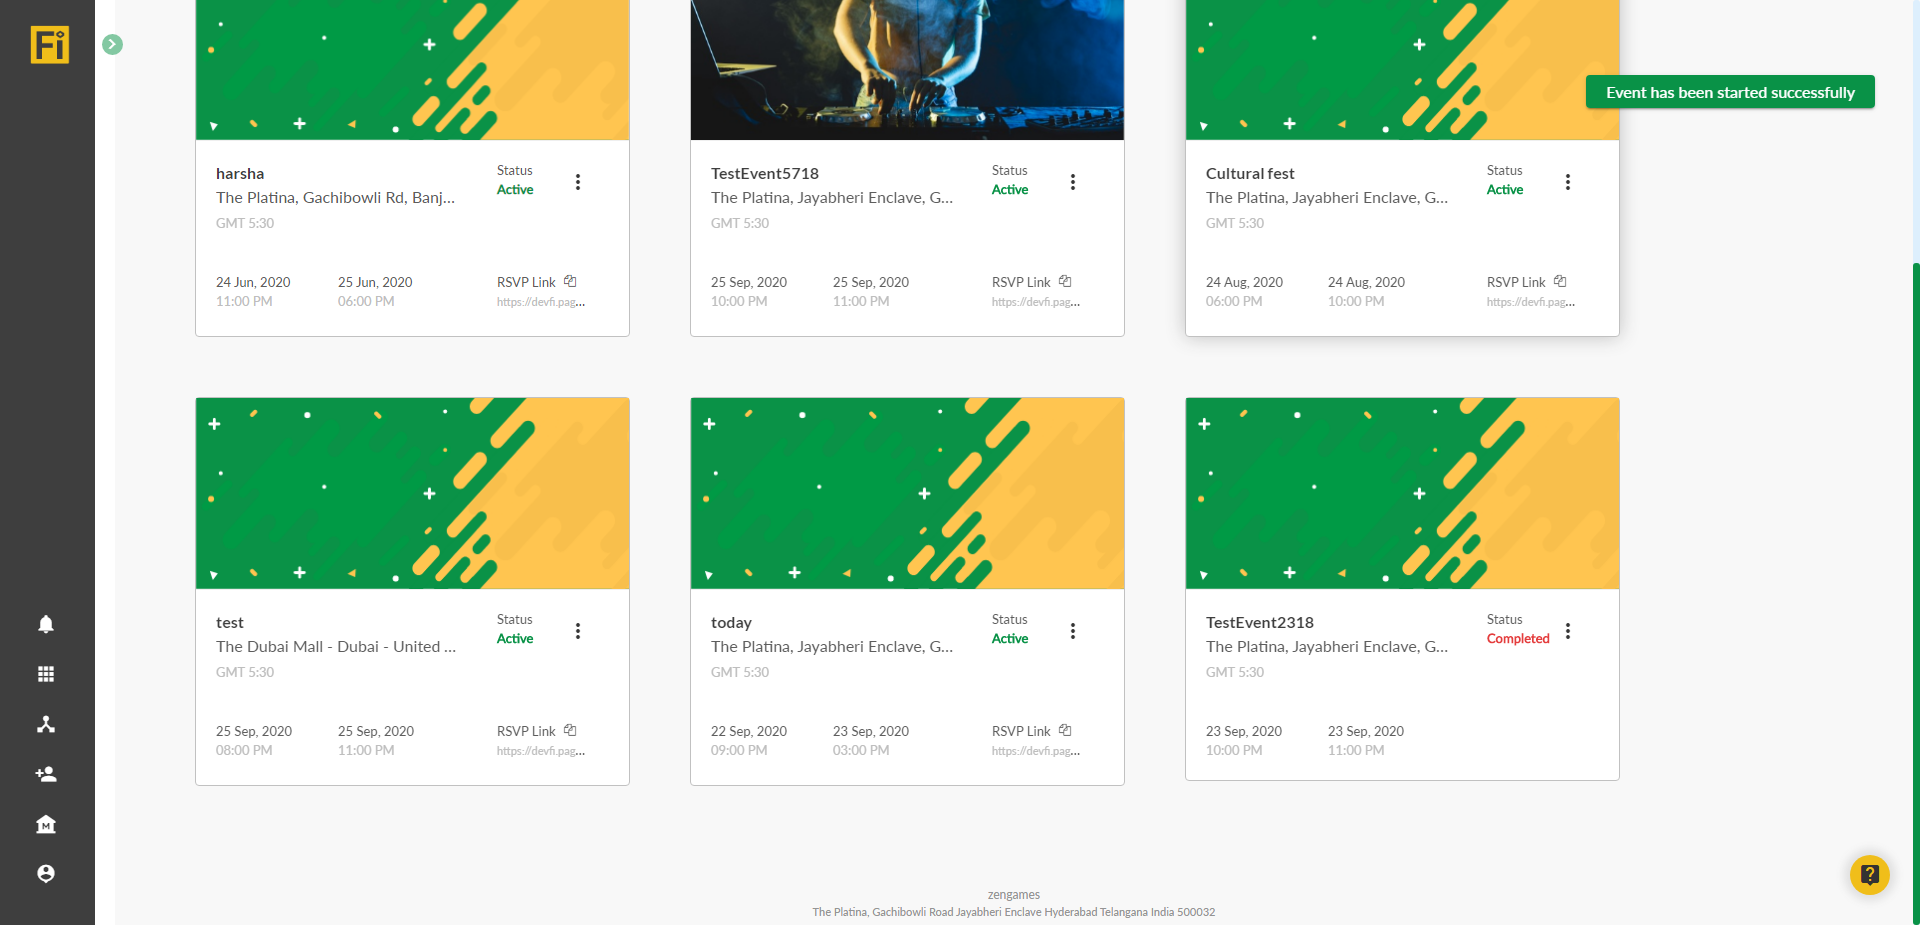 Fi
Event has been started successfully
harsha
Status
The Platina, Gachibowli Rd, Banj...
Active
GMT 5:30
24 Jun, 2020
25 Jun, 2020
RSVP Link
11:00 PM
06:00 PM
https://devfi.pag...
TestEvent5718
Status
The Platina, Jayabheri Enclave, G...
Active
GMT 5:30
25 Sep, 2020
25 Sep, 2020
RSVP Link
10:00 PM
11:00 PM
https://devfi.pag...
Cultural fest
Status
The Platina, Jayabheri Enclave, G...
Active
GMT 5:30
24 Aug, 2020
24 Aug, 2020
RSVP Link
06:00 PM
10:00 PM
https://devfi.pag...
test
Status
The Dubai Mall - Dubai - United ...
Active
GMT 5:30
25 Sep, 2020
25 Sep, 2020
RSVP Link
08:00 PM
11:00 PM
https://devfi.pag...
today
Status
The Platina, Jayabheri Enclave, G...
Active
GMT 5:30
22 Sep, 2020
23 Sep, 2020
RSVP Link
09:00 PM
03:00 PM
https://devfi.pag...
TestEvent2318
Status
The Platina, Jayabheri Enclave, G...
Completed
GMT 5:30
23 Sep, 2020
23 Sep, 2020
10:00 PM
11:00 PM
M
?
zengames
The Platina, Gachibowli Road Jayabheri Enclave Hyderabad Telangana India 500032